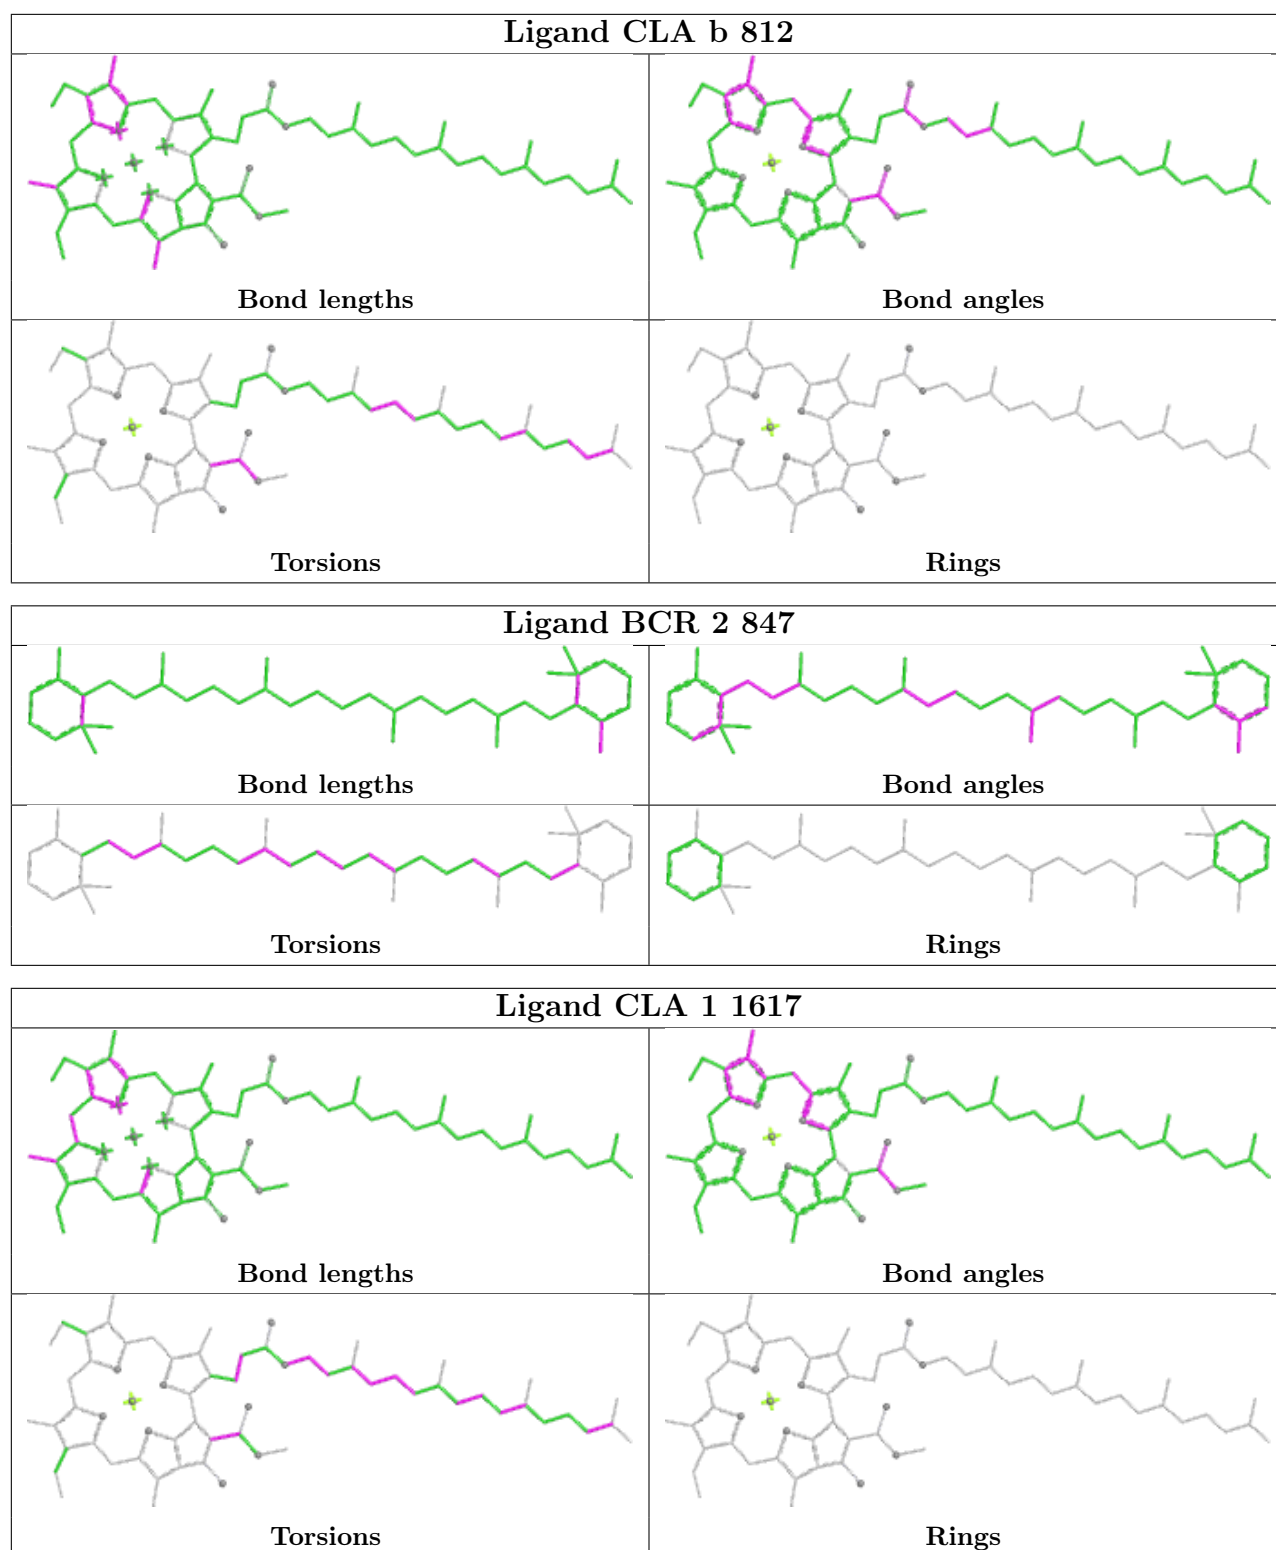 Ligand CLA b 812
Bond lengths
Bond angles
Torsions
Rings
Ligand BCR 2 847
Bond lengths
Bond angles
Torsions
Rings
Ligand CLA 1 1617
Bond lengths
Bond angles
Torsions
Rings